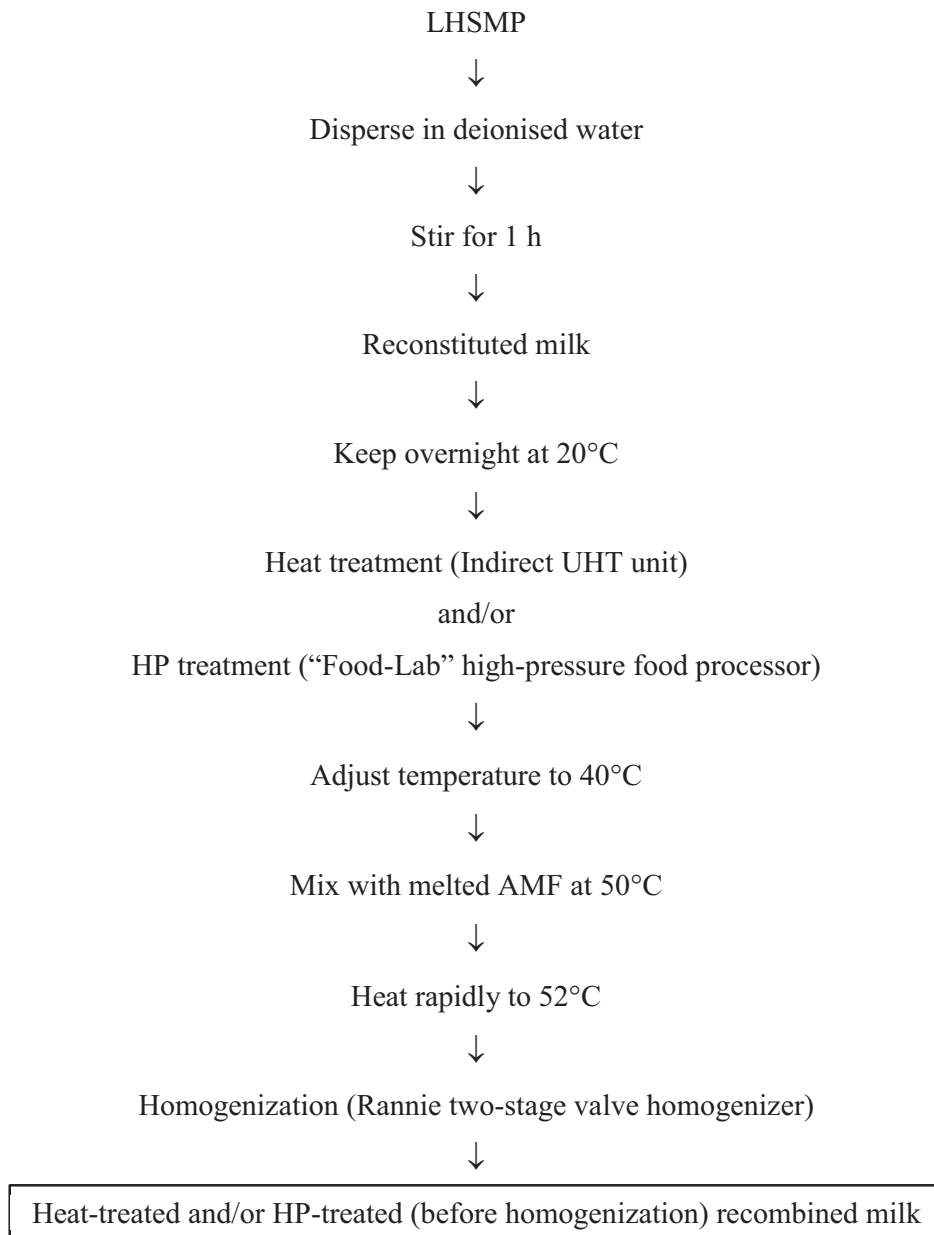 LHSMP
↓
Disperse in deionised water
↓
Stir for 1 h
↓
Reconstituted milk
↓
Keep overnight at 20°C
↓
Heat treatment (Indirect UHT unit)
and/or
HP treatment (“Food-Lab” high-pressure food processor)
↓
Adjust temperature to 40°C
↓
Mix with melted AMF at 50°C
↓
Heat rapidly to 52°C
↓
Homogenization (Rannie two-stage valve homogenizer)
↓
Heat-treated and/or HP-treated (before homogenization) recombined milk